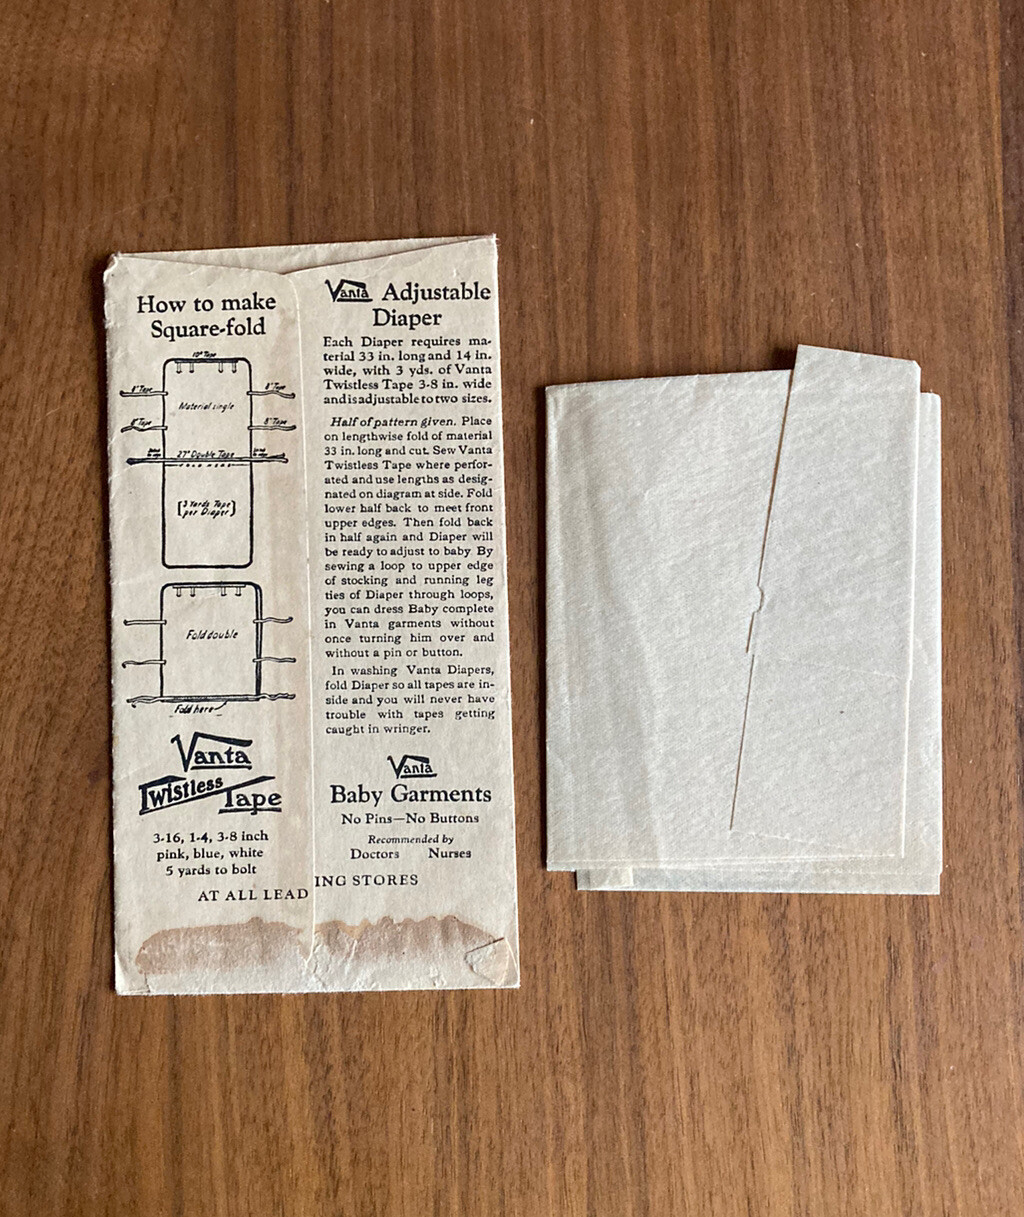 How to make
Square-fold
10" Tape
8" Tape
8" Tape
Material single
8" Tape
8" Tape
27" Double Tape
FOLD HERE
[3 Yards Tape
per Diaper]
Fold double
Fold here
Vanta
Twistless
Tape
3-16, 1-4, 3-8 inch
pink, blue, white
5 yards to bolt
Vanta Adjustable
Diaper
Each Diaper requires ma-
terial 33 in. long and 14 in.
wide, with 3 yds. of Vanta
Twistless Tape 3-8 in. wide
and is adjustable to two sizes.
Half of pattern given. Place
on lengthwise fold of material
33 in. long and cut. Sew Vanta
Twistless Tape where perfor-
ated and use lengths as desig-
nated on diagram at side. Fold
lower half back to meet front
upper edges. Then fold back
in half again and Diaper will
be ready to adjust to baby. By
sewing a loop to upper edge
of stocking and running leg
ties of Diaper through loops,
you can dress Baby complete
in Vanta garments without
once turning him over and
without a pin or button.
In washing Vanta Diapers,
fold Diaper so all tapes are in-
side and you will never have
trouble with tapes getting
caught in wringer.
Vanta
Baby Garments
No Pins—No Buttons
Recommended by
Doctors Nurses
AT ALL LEADING STORES